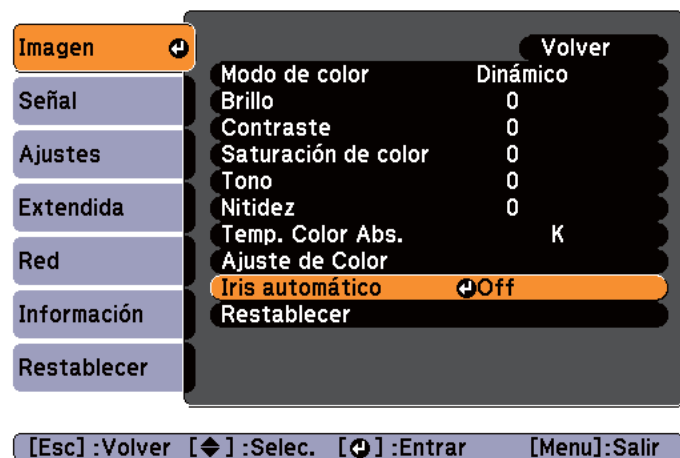 Imagen
Señal
Ajustes
Extendida
Red
Información
Restablecer
Volver
Modo de color Dinámico
Brillo 0
Contraste 0
Saturación de color 0
Tono 0
Nitidez 0
Temp. Color Abs. K
Ajuste de Color
Iris automático Off
Restablecer
[Esc] :Volver [ ] :Selec. [ ] :Entrar [Menu]:Salir